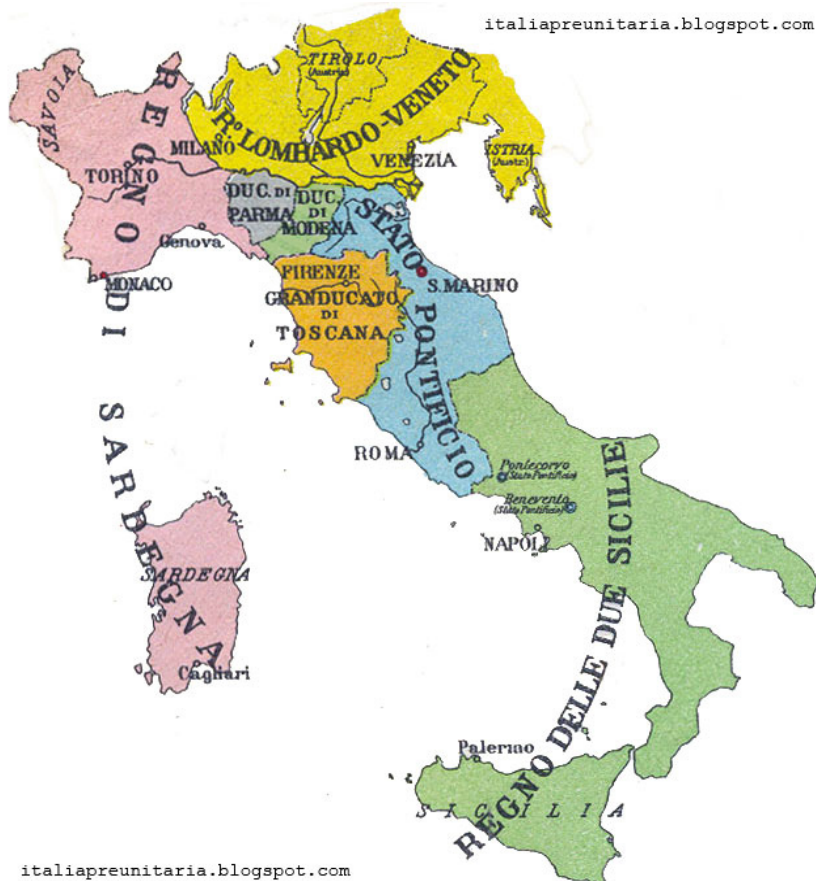 italiapreunitaria.blogspot.com
TIROLO
(Austria)
SAVOIA
REGNO DI SARDEGNA
Rº LOMBARDO-VENETO
MILANO
VENEZIA
ISTRIA
(Austr.)
TORINO
DUC. DI
PARMA
DUC.
DI
MODENA
Genova
STATO PONTIFICIO
MONACO
FIRENZE
S. MARINO
GRANDUCATO
DI
TOSCANA
ROMA
Pontecorvo
(Stato Pontificio)
Benevento
(Stato Pontificio)
NAPOLI
REGNO DELLE DUE SICILIE
SARDEGNA
Cagliari
Palermo
SICILIA
italiapreunitaria.blogspot.com